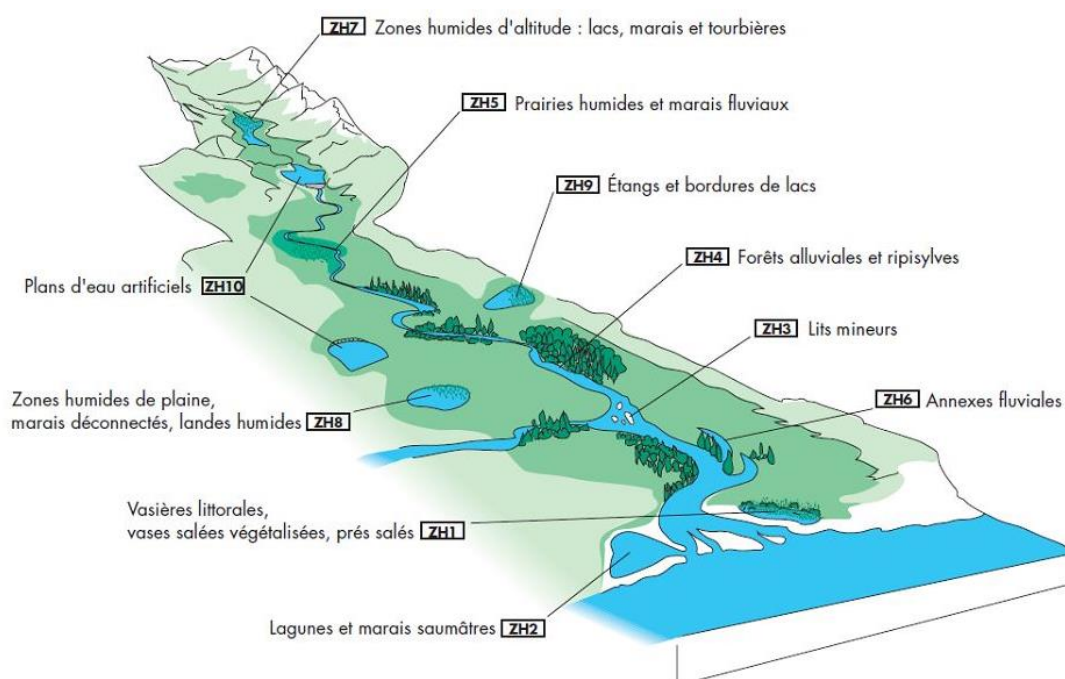 ZH7 Zones humides d'altitude : lacs, marais et tourbières
ZH5 Prairies humides et marais fluviaux
ZH9 Étangs et bordures de lacs
ZH4 Forêts alluviales et ripisylves
Plans d'eau artificiels ZH10
ZH3 Lits mineurs
Zones humides de plaine,
marais déconnectés, landes humides ZH8
ZH6 Annexes fluviales
Vasières littorales,
vases salées végétalisées, prés salés ZH1
Lagunes et marais saumâtres ZH2